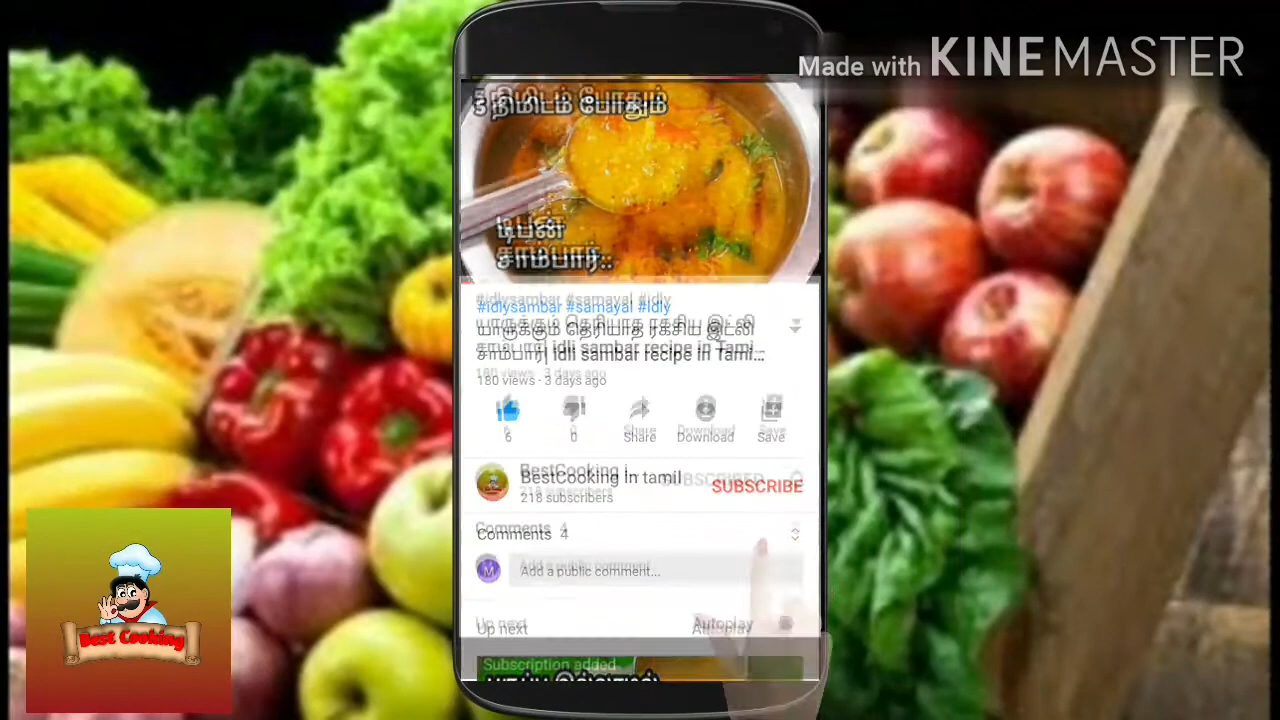 Made with KINEMASTER
5 நிமிடம் போதும்
டிபன்
சாம்பார்..
#idlysambar #samayal #idly
யாருக்கும் தெரியாத ரகசிய இட்லி
சாம்பார்| idli sambar recipe in Tami...
180 views · 3 days ago
6
0
Share
Download
Save
BestCooking in tamil
SUBSCRIBED
SUBSCRIBE
218 subscribers
Comments 4
M
Add a public comment...
Up next
Autoplay
Subscription added
Best Cooking